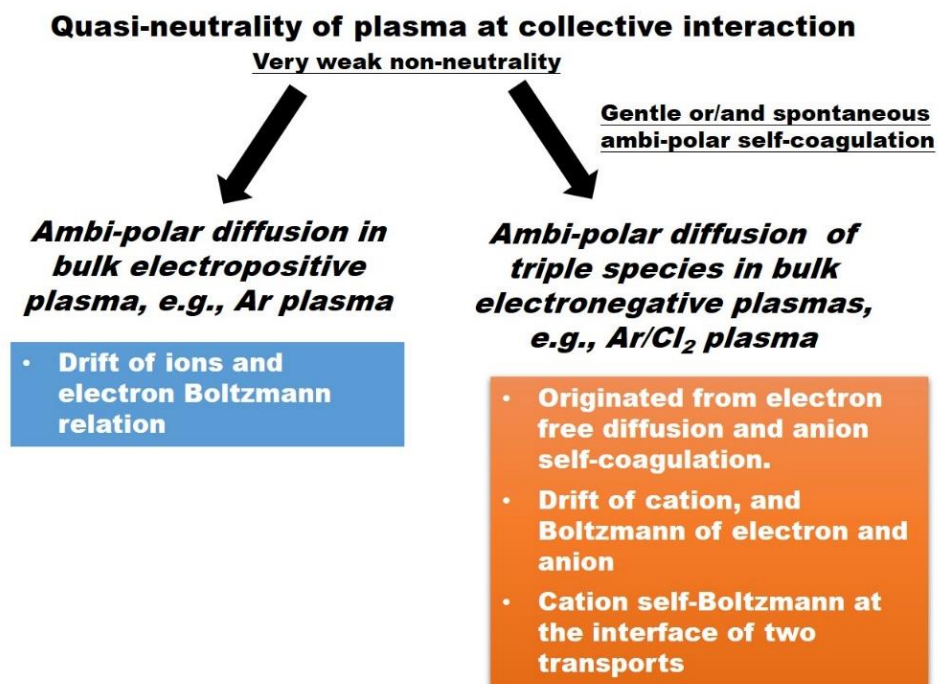 Quasi-neutrality of plasma at collective interaction
Very weak non-neutrality
Gentle or/and spontaneous
ambi-polar self-coagulation
Ambi-polar diffusion in
bulk electropositive
plasma, e.g., Ar plasma
• Drift of ions and
electron Boltzmann
relation
Ambi-polar diffusion of
triple species in bulk
electronegative plasmas,
e.g., Ar/Cl₂ plasma
• Originated from electron
free diffusion and anion
self-coagulation.
• Drift of cation, and
Boltzmann of electron and
anion
• Cation self-Boltzmann at
the interface of two
transports